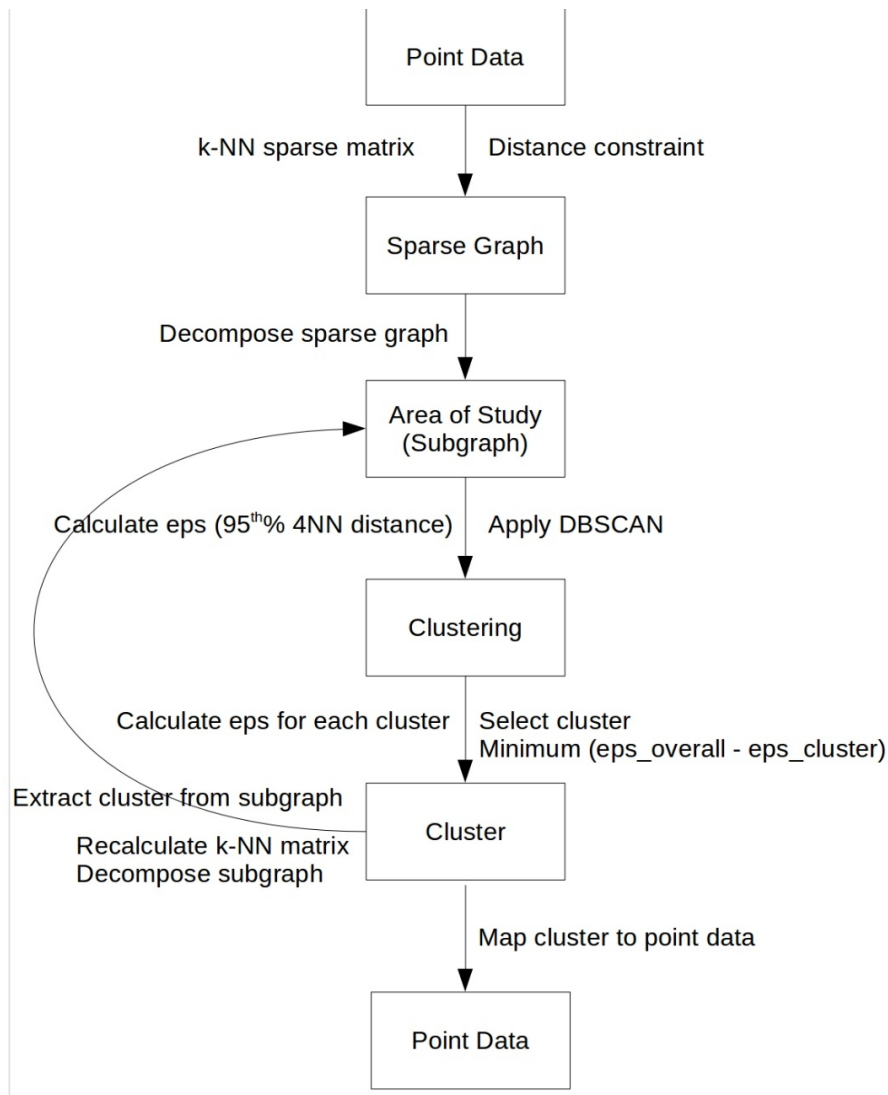 Point Data
k-NN sparse matrix
Distance constraint
Sparse Graph
Decompose sparse graph
Area of Study
(Subgraph)
Calculate eps (95th% 4NN distance)
Apply DBSCAN
Clustering
Calculate eps for each cluster
Select cluster
Minimum (eps_overall - eps_cluster)
Extract cluster from subgraph
Cluster
Recalculate k-NN matrix
Decompose subgraph
Map cluster to point data
Point Data